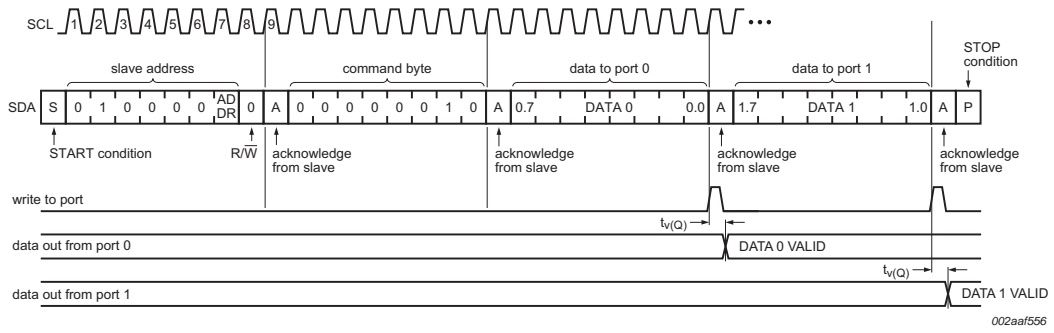 SCL 1 2 3 4 5 6 7 8 9 •••
STOP condition
slave address command byte data to port 0 data to port 1
SDA S 0 1 0 0 0 0 AD DR 0 A 0 0 0 0 0 0 1 0 A 0.7 DATA 0 0.0 A 1.7 DATA 1 1.0 A P
START condition R/W̅ acknowledge from slave acknowledge from slave acknowledge from slave acknowledge from slave
write to port
tv(Q)
data out from port 0 DATA 0 VALID
tv(Q)
data out from port 1 DATA 1 VALID
002aaf556